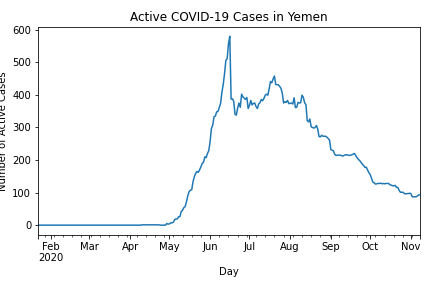 Active COVID-19 Cases in Yemen
600
500
400
300
200
100
0
Number of Active Cases
Feb Mar Apr May Jun Jul Aug Sep Oct Nov
2020
Day